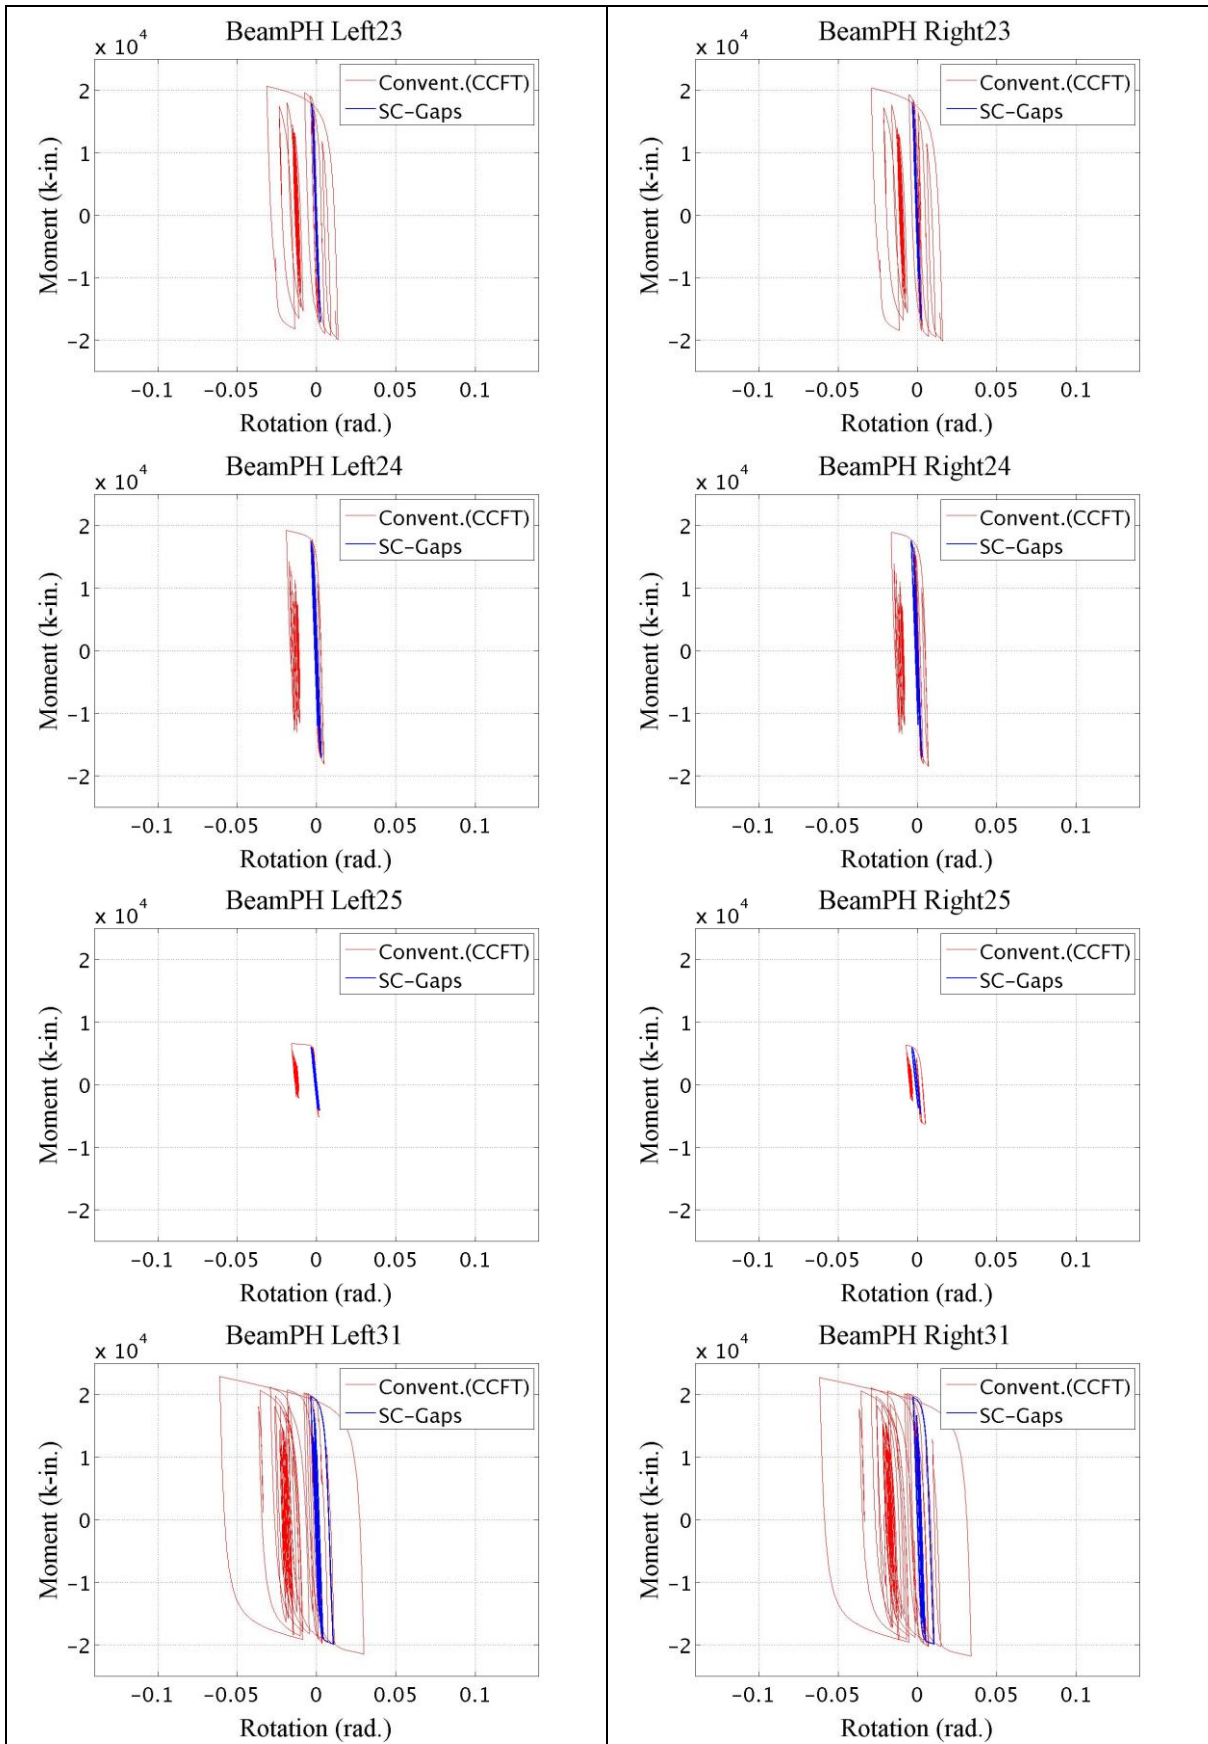 BeamPH Left23
x 10^4
Convent.(CCFT)
SC-Gaps
2
1
0
−1
−2
Moment (k-in.)
−0.1 −0.05 0 0.05 0.1
Rotation (rad.)
BeamPH Right23
x 10^4
Convent.(CCFT)
SC-Gaps
2
1
0
−1
−2
Moment (k-in.)
−0.1 −0.05 0 0.05 0.1
Rotation (rad.)
BeamPH Left24
x 10^4
Convent.(CCFT)
SC-Gaps
2
1
0
−1
−2
Moment (k-in.)
−0.1 −0.05 0 0.05 0.1
Rotation (rad.)
BeamPH Right24
x 10^4
Convent.(CCFT)
SC-Gaps
2
1
0
−1
−2
Moment (k-in.)
−0.1 −0.05 0 0.05 0.1
Rotation (rad.)
BeamPH Left25
x 10^4
Convent.(CCFT)
SC-Gaps
2
1
0
−1
−2
Moment (k-in.)
−0.1 −0.05 0 0.05 0.1
Rotation (rad.)
BeamPH Right25
x 10^4
Convent.(CCFT)
SC-Gaps
2
1
0
−1
−2
Moment (k-in.)
−0.1 −0.05 0 0.05 0.1
Rotation (rad.)
BeamPH Left31
x 10^4
Convent.(CCFT)
SC-Gaps
2
1
0
−1
−2
Moment (k-in.)
−0.1 −0.05 0 0.05 0.1
Rotation (rad.)
BeamPH Right31
x 10^4
Convent.(CCFT)
SC-Gaps
2
1
0
−1
−2
Moment (k-in.)
−0.1 −0.05 0 0.05 0.1
Rotation (rad.)